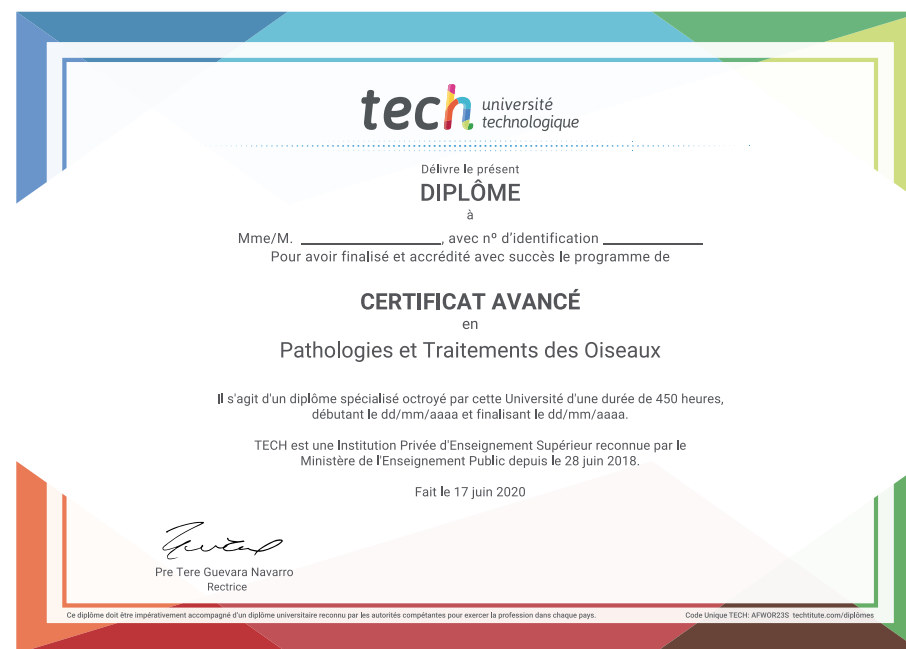 tech université
technologique
Délivre le présent
DIPLÔME
à
Mme/M. ____________________, avec nº d'identification ______________
Pour avoir finalisé et accrédité avec succès le programme de
CERTIFICAT AVANCÉ
en
Pathologies et Traitements des Oiseaux
Il s'agit d'un diplôme spécialisé octroyé par cette Université d'une durée de 450 heures,
débutant le dd/mm/aaaa et finalisant le dd/mm/aaaa.
TECH est une Institution Privée d'Enseignement Supérieur reconnue par le
Ministère de l'Enseignement Public depuis le 28 juin 2018.
Fait le 17 juin 2020
Pre Tere Guevara Navarro
Rectrice
Ce diplôme doit être impérativement accompagné d'un diplôme universitaire reconnu par les autorités compétantes pour exercer la profession dans chaque pays.
Code Unique TECH: AFWOR23S techtitute.com/diplômes